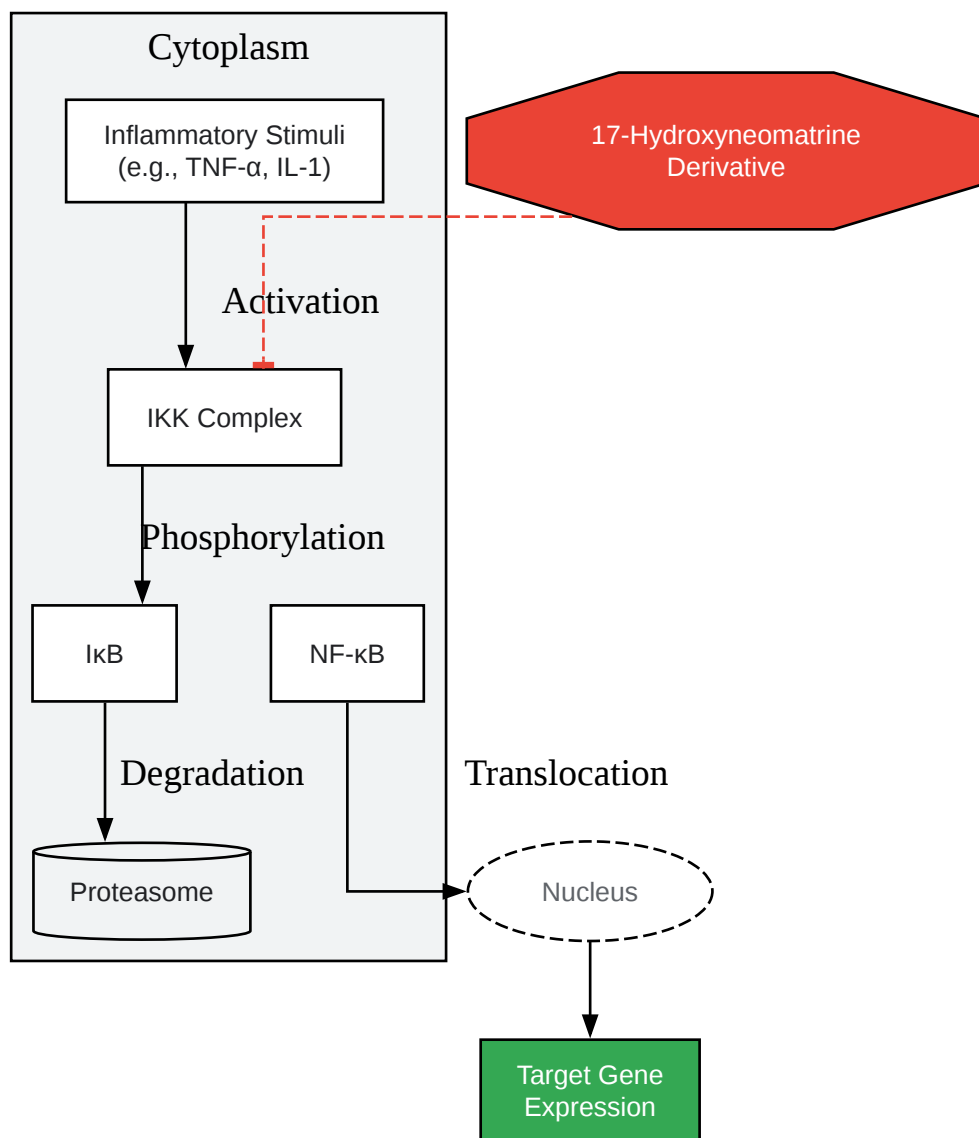 Cytoplasm
Inflammatory Stimuli
(e.g., TNF-α, IL-1)
17-Hydroxyneomatrine
Derivative
Activation
IKK Complex
Phosphorylation
IκB
NF-κB
Degradation
Translocation
Proteasome
Nucleus
Target Gene
Expression